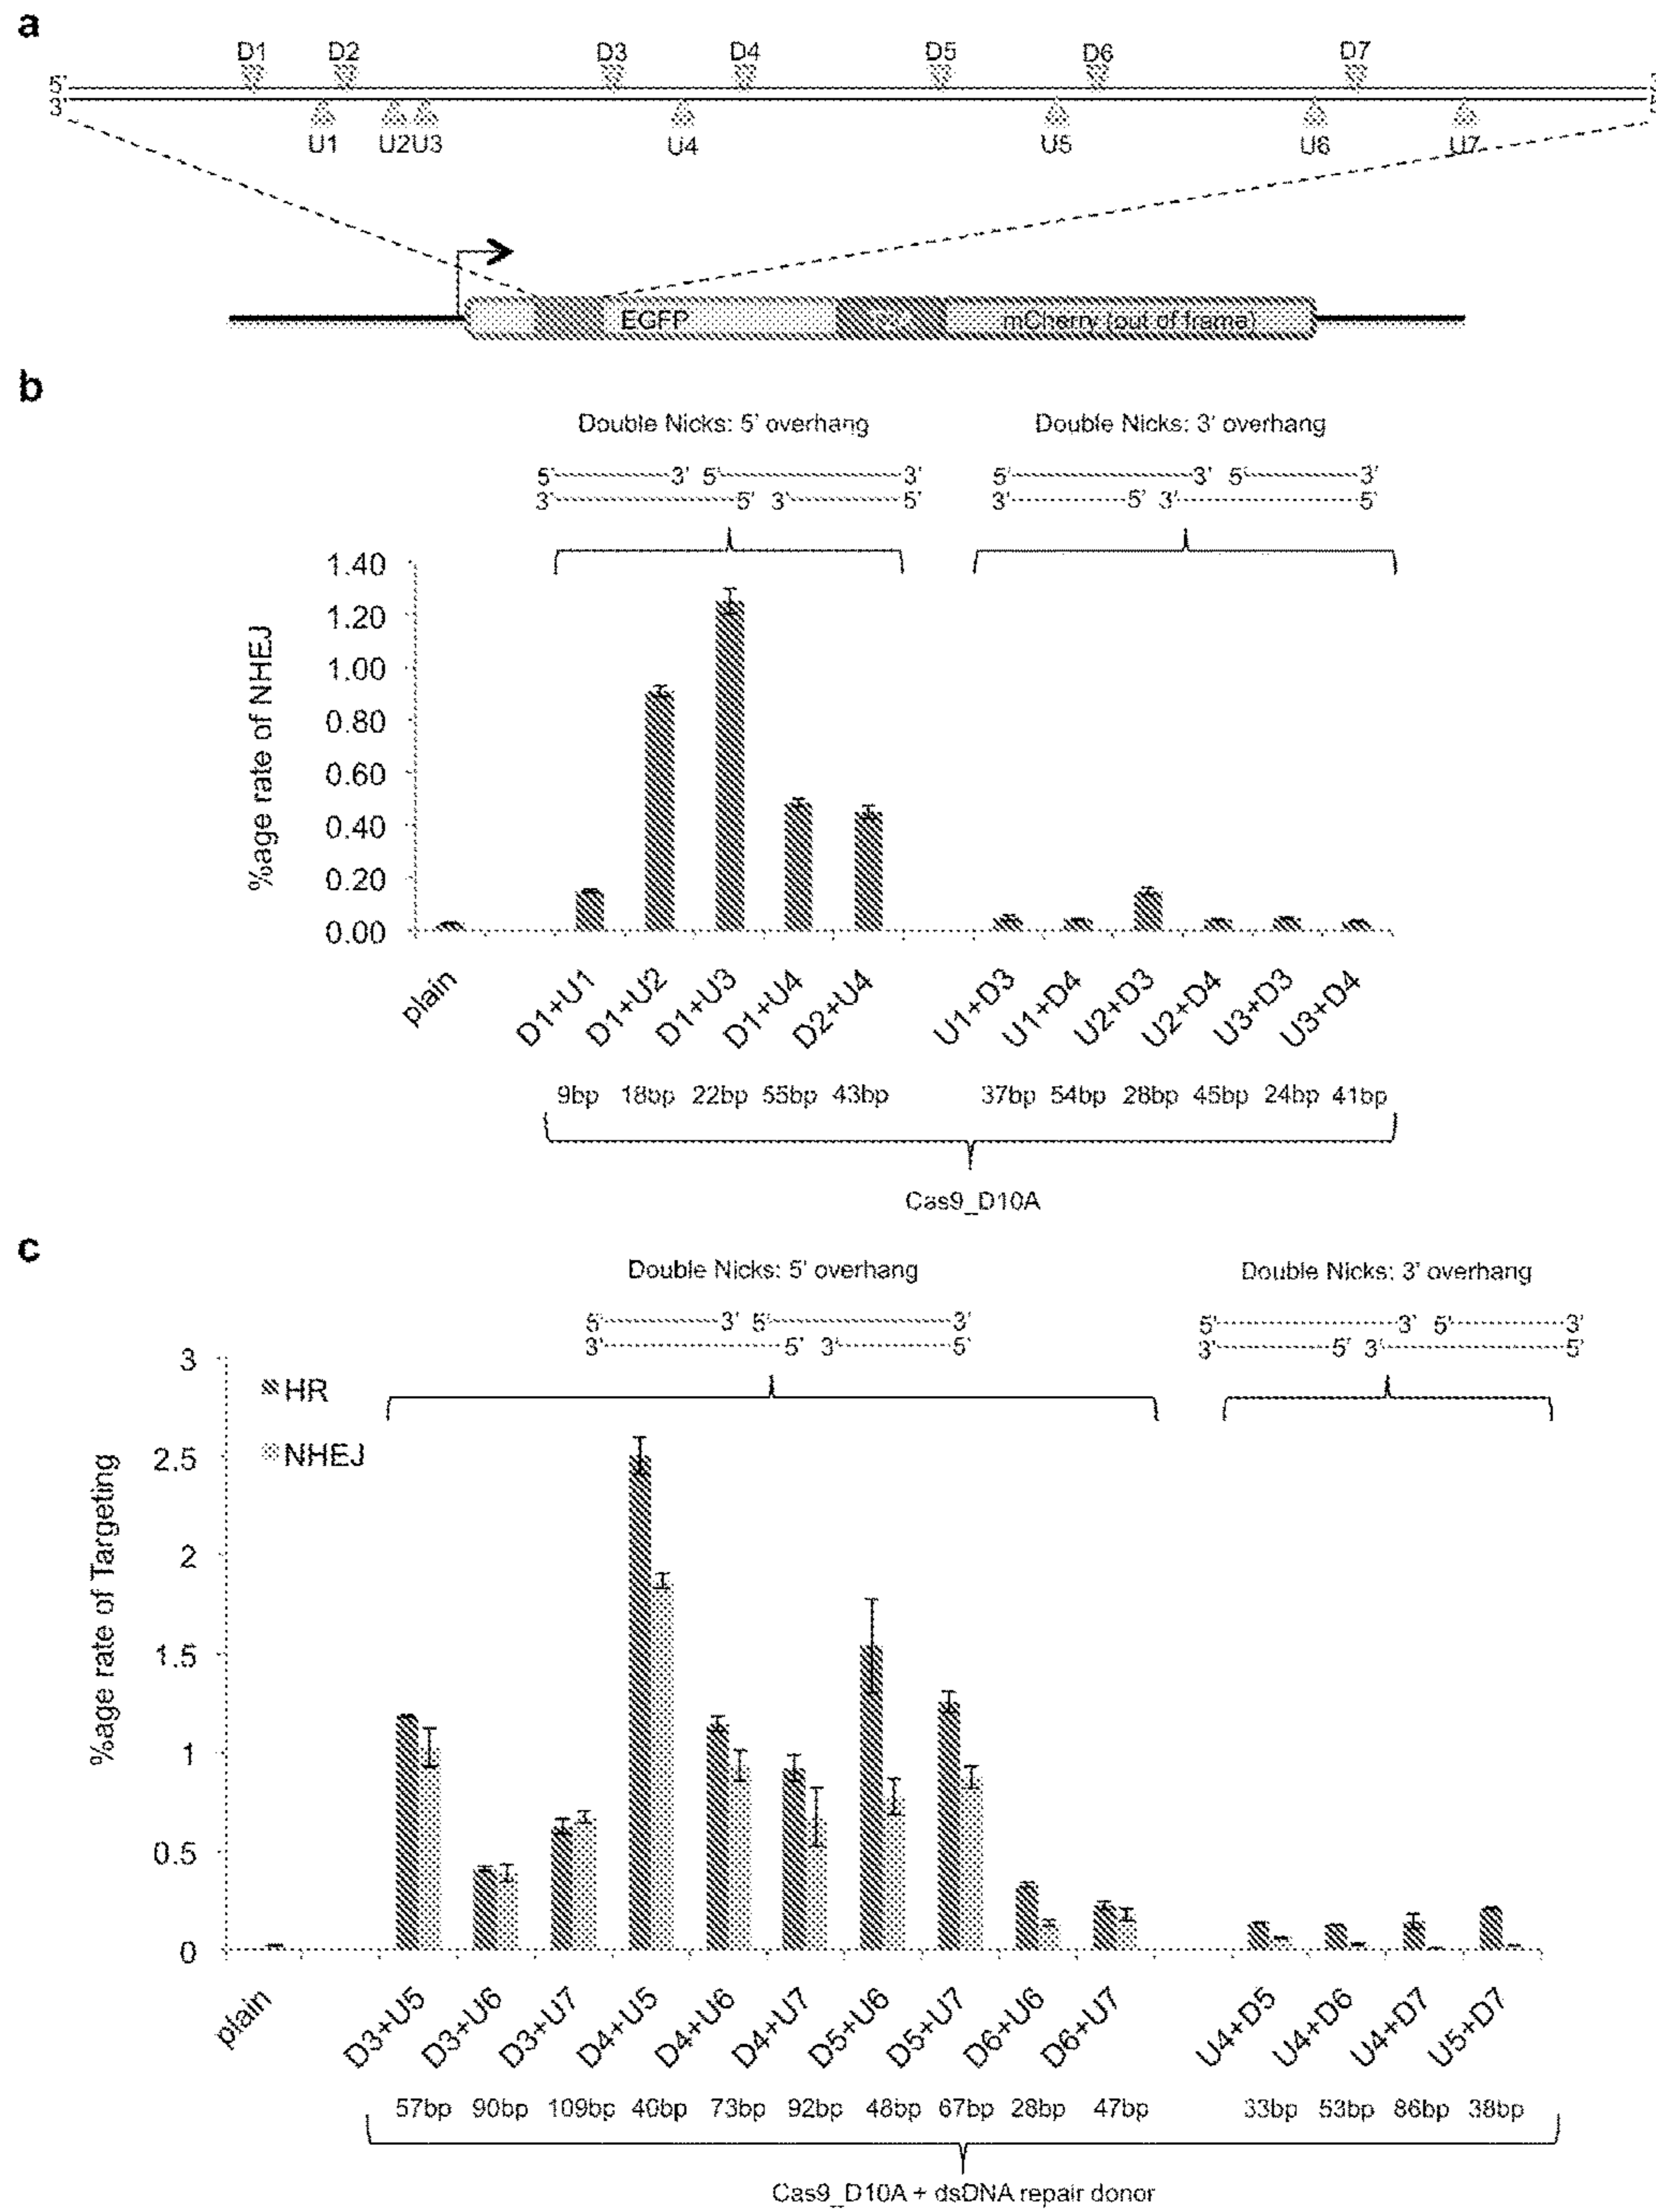 a
D1 D2 D3 D4 D5 D6 D7
5'
3'
U1 U2 U3 U4 U5 U6 U7
EGFP mCherry (out of frame)
b
Double Nicks: 5' overhang Double Nicks: 3' overhang
5' 3' 5' 3' 5' 3' 5' 3'
3' 5' 3' 5' 3' 5' 3' 5'
%age rate of NHEJ
1.40
1.20
1.00
0.80
0.60
0.40
0.20
0.00
plain D1+U1 D1+U2 D1+U3 D1+U4 D2+U4 U1+D3 U1+D4 U2+D3 U2+D4 U3+D3 U3+D4
9bp 18bp 22bp 55bp 43bp 37bp 54bp 28bp 45bp 24bp 41bp
Cas9_D10A
c
Double Nicks: 5' overhang Double Nicks: 3' overhang
5' 3' 5' 3' 5' 3' 5' 3'
3' 5' 3' 5' 3' 5' 3' 5'
%age rate of Targeting
3
2.5
2
1.5
1
0.5
0
HR
NHEJ
plain D3+U5 D3+U6 D3+U7 D4+U5 D4+U6 D4+U7 D5+U6 D5+U7 D6+U6 D6+U7 U4+D5 U4+D6 U4+D7 U5+D7
57bp 90bp 109bp 40bp 73bp 92bp 48bp 67bp 28bp 47bp 33bp 53bp 86bp 38bp
Cas9_D10A + dsDNA repair donor